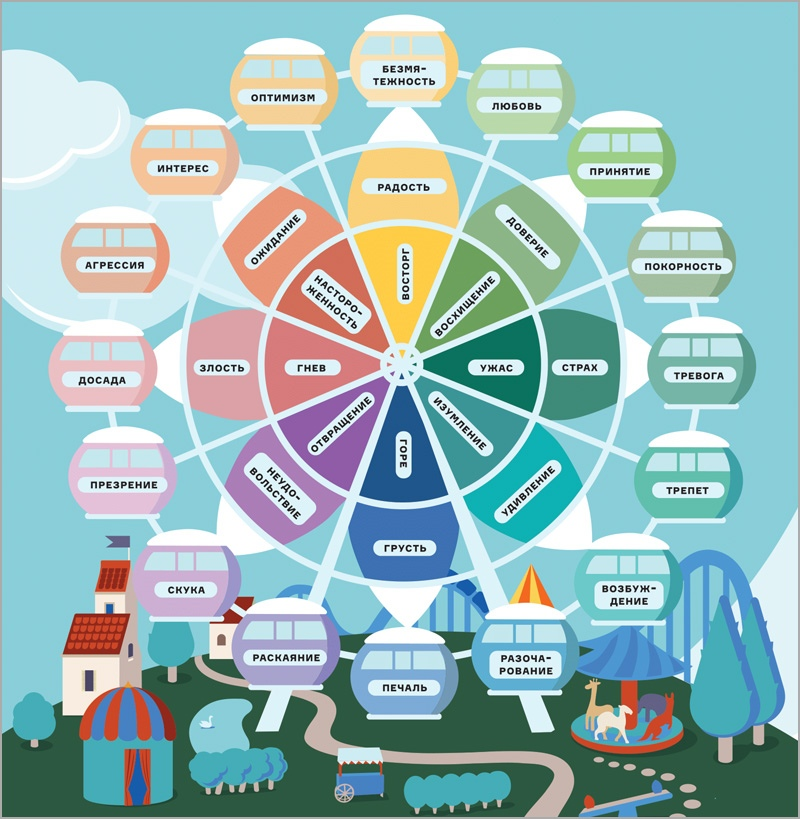 БЕЗМЯ-
ТЕЖНОСТЬ
ОПТИМИЗМ
ЛЮБОВЬ
ИНТЕРЕС
ПРИНЯТИЕ
РАДОСТЬ
ОЖИДАНИЕ
ДОВЕРИЕ
АГРЕССИЯ
ПОКОРНОСТЬ
НАСТОРО-
ЖЕННОСТЬ
ВОСТОРГ
ВОСХИЩЕНИЕ
ДОСАДА
ЗЛОСТЬ
ГНЕВ
УЖАС
СТРАХ
ТРЕВОГА
ОТВРАЩЕНИЕ
ГОРЕ
ИЗУМЛЕНИЕ
ПРЕЗРЕНИЕ
НЕУДО-
ВОЛЬСТВИЕ
УДИВЛЕНИЕ
ТРЕПЕТ
ГРУСТЬ
СКУКА
ВОЗБУЖ-
ДЕНИЕ
РАСКАЯНИЕ
ПЕЧАЛЬ
РАЗОЧА-
РОВАНИЕ